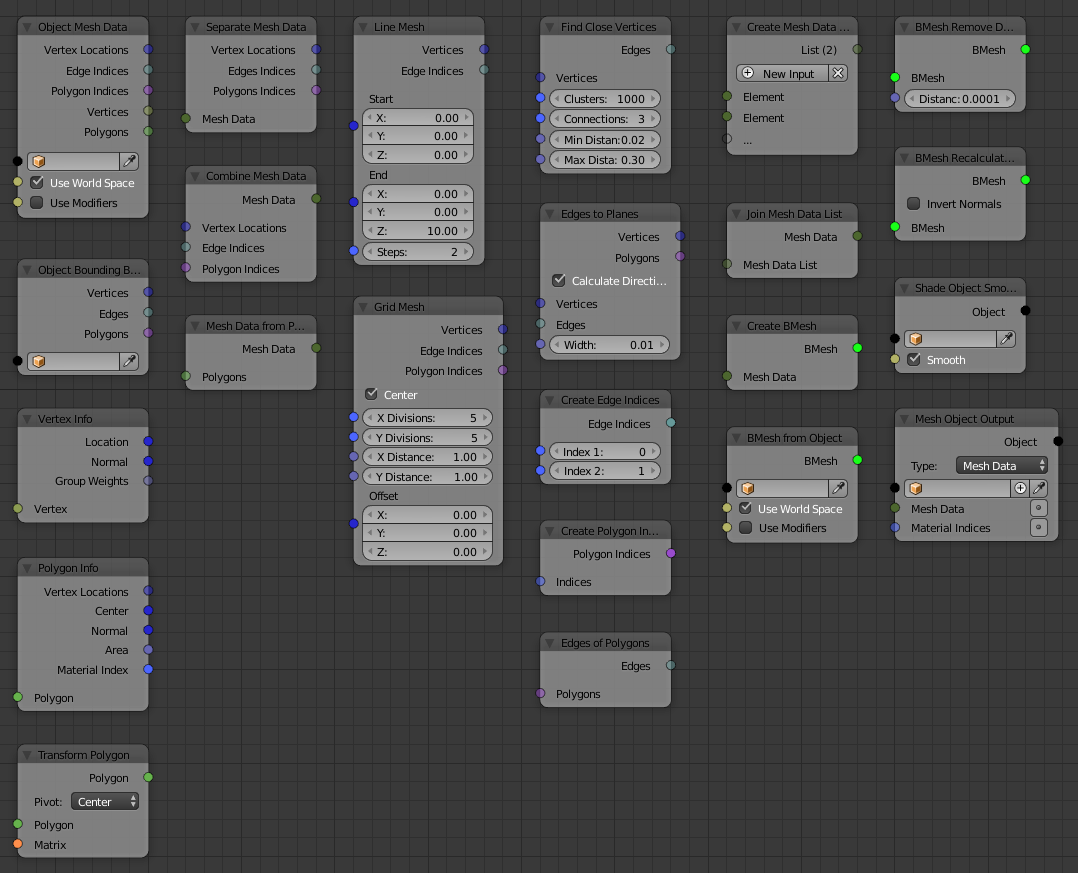 Object Mesh Data
Vertex Locations
Edge Indices
Polygon Indices
Vertices
Polygons
Use World Space
Use Modifiers
Object Bounding B...
Vertices
Edges
Polygons
Vertex Info
Location
Normal
Group Weights
Vertex
Polygon Info
Vertex Locations
Center
Normal
Area
Material Index
Polygon
Transform Polygon
Polygon
Pivot: Center
Polygon
Matrix
Separate Mesh Data
Vertex Locations
Edges Indices
Polygons Indices
Mesh Data
Combine Mesh Data
Mesh Data
Vertex Locations
Edge Indices
Polygon Indices
Mesh Data from P...
Mesh Data
Polygons
Line Mesh
Vertices
Edge Indices
Start
X: 0.00
Y: 0.00
Z: 0.00
End
X: 0.00
Y: 0.00
Z: 10.00
Steps: 2
Grid Mesh
Vertices
Edge Indices
Polygon Indices
Center
X Divisions: 5
Y Divisions: 5
X Distance: 1.00
Y Distance: 1.00
Offset
X: 0.00
Y: 0.00
Z: 0.00
Find Close Vertices
Edges
Vertices
Clusters: 1000
Connections: 3
Min Distan:0.02
Max Dista: 0.30
Edges to Planes
Vertices
Polygons
Calculate Directi...
Vertices
Edges
Width: 0.01
Create Edge Indices
Edge Indices
Index 1: 0
Index 2: 1
Create Polygon In...
Polygon Indices
Indices
Edges of Polygons
Edges
Polygons
Create Mesh Data ...
List (2)
New Input
Element
Element
...
Join Mesh Data List
Mesh Data
Mesh Data List
Create BMesh
BMesh
Mesh Data
BMesh from Object
BMesh
Use World Space
Use Modifiers
BMesh Remove D...
BMesh
BMesh
Distanc:0.0001
BMesh Recalculat...
BMesh
Invert Normals
BMesh
Shade Object Smo...
Object
Smooth
Mesh Object Output
Object
Type: Mesh Data
Mesh Data
Material Indices